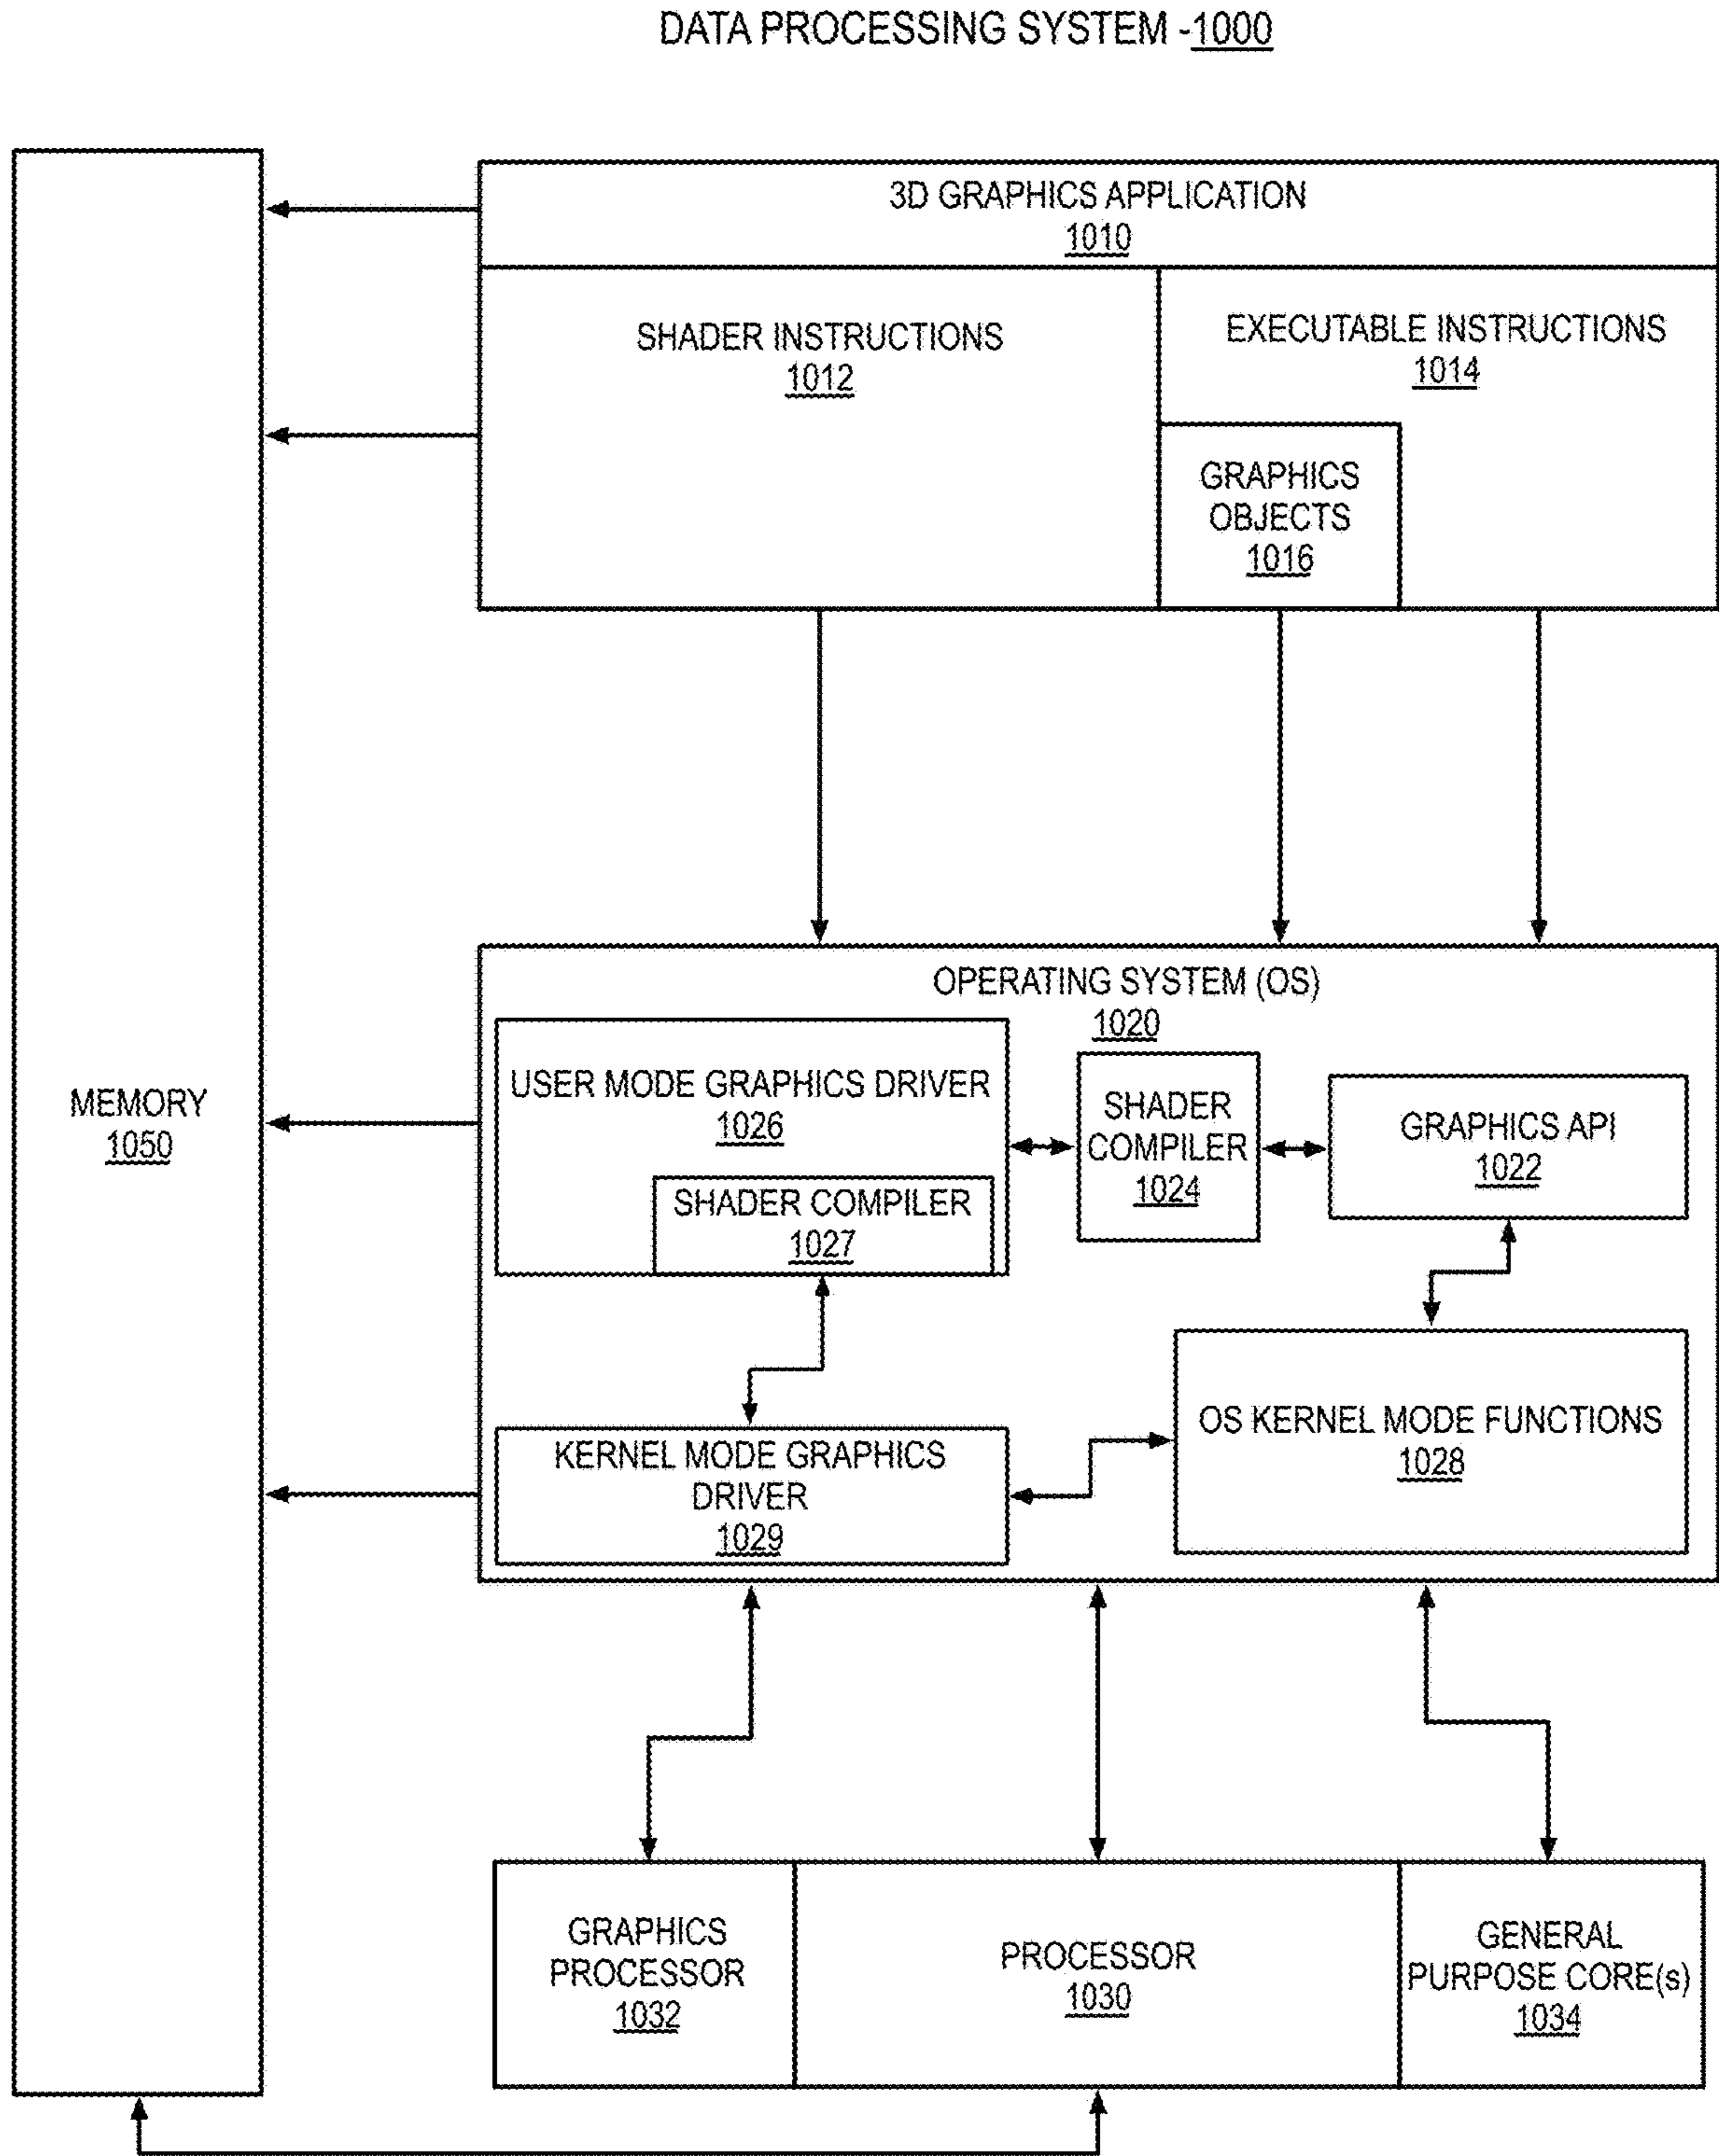 DATA PROCESSING SYSTEM -1000
3D GRAPHICS APPLICATION
1010
SHADER INSTRUCTIONS
1012
EXECUTABLE INSTRUCTIONS
1014
GRAPHICS
OBJECTS
1016
MEMORY
1050
OPERATING SYSTEM (OS)
1020
USER MODE GRAPHICS DRIVER
1026
SHADER COMPILER
1027
SHADER
COMPILER
1024
GRAPHICS API
1022
KERNEL MODE GRAPHICS
DRIVER
1029
OS KERNEL MODE FUNCTIONS
1028
GRAPHICS
PROCESSOR
1032
PROCESSOR
1030
GENERAL
PURPOSE CORE(s)
1034